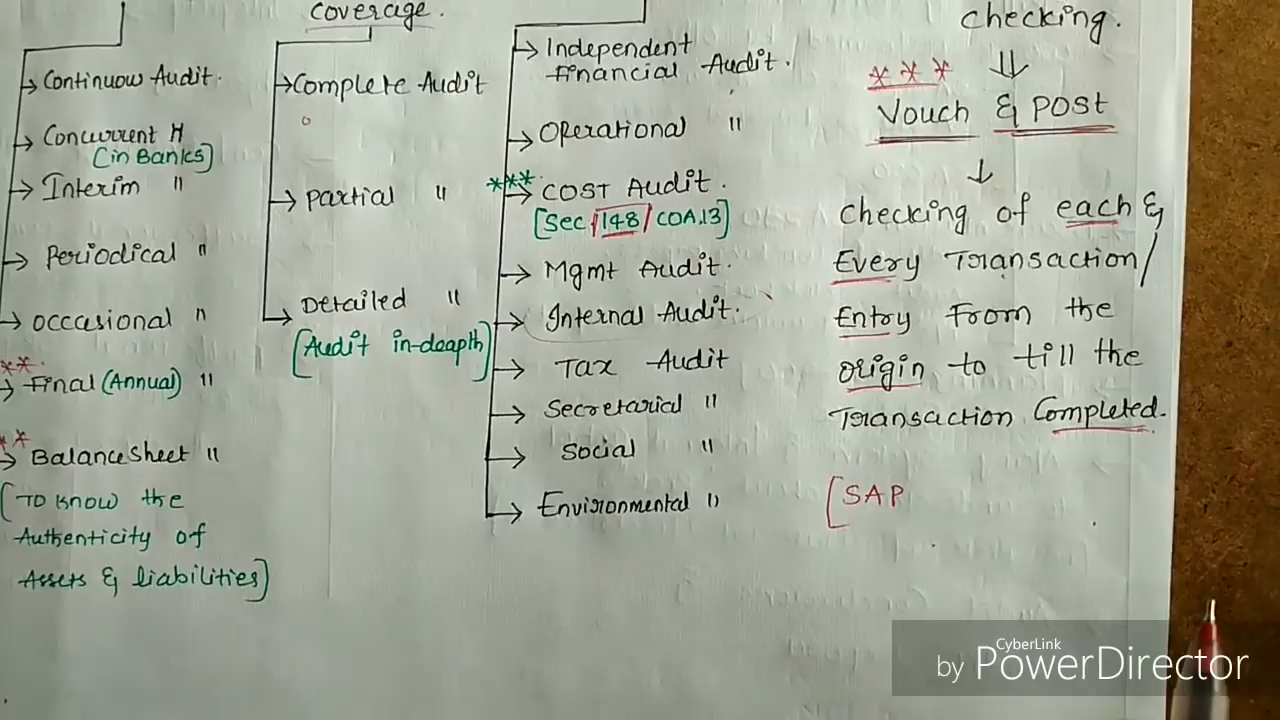 Continuous Audit.
Concurrent "
[in Banks]
Interim "
Periodical "
occasional "
** Final (Annual) "
** Balance Sheet "
[To know the
Authenticity of
Assets & liabilities]
coverage.
Complete Audit
Partial "
Detailed "
[Audit in-deapth]
Independent
Financial Audit.
Operational "
*** COST Audit.
[Sec/148/COA.13]
Mgmt Audit.
Internal Audit.
Tax Audit
Secretarial "
Social "
Environmental "
Checking.
***
Vouch & POST
Checking of each &
Every Transaction/
Entry From the
origin to till the
Transaction Completed.
[SAP
CyberLink
by PowerDirector